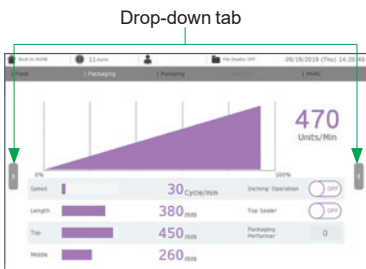 Drop-down tab
Back to HOME 11 Alarm File Display OFF 09/19/2019 (Thu) 14:20:40
| Food | Packaging | Pumping | HVAC
470
Units/Min
0% 100%
Speed 30 Cycle/min Inching Operation OFF
Length 380 mm Top Sealer OFF
Top 450 mm Packaging Performer 0
Middle 260 mm